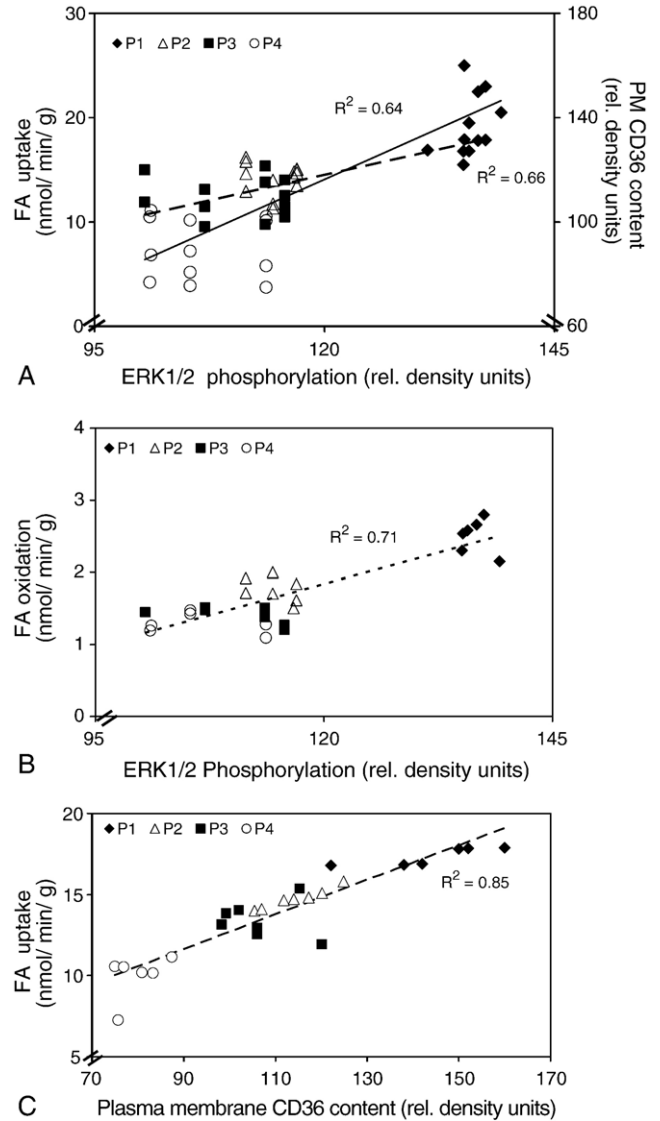 30
20
10
0
FA uptake
(nmol/ min/ g)
P1 P2 P3 P4
R² = 0.64
R² = 0.66
180
140
100
60
PM CD36 content
(rel. density units)
95 120 145
A ERK1/2 phosphorylation (rel. density units)
4
3
2
1
0
FA oxidation
(nmol/ min/ g)
P1 P2 P3 P4
R² = 0.71
95 120 145
B ERK1/2 Phosphorylation (rel. density units)
20
15
10
5
FA uptake
(nmol/ min/ g)
P1 P2 P3 P4
R² = 0.85
70 90 110 130 150 170
C Plasma membrane CD36 content (rel. density units)